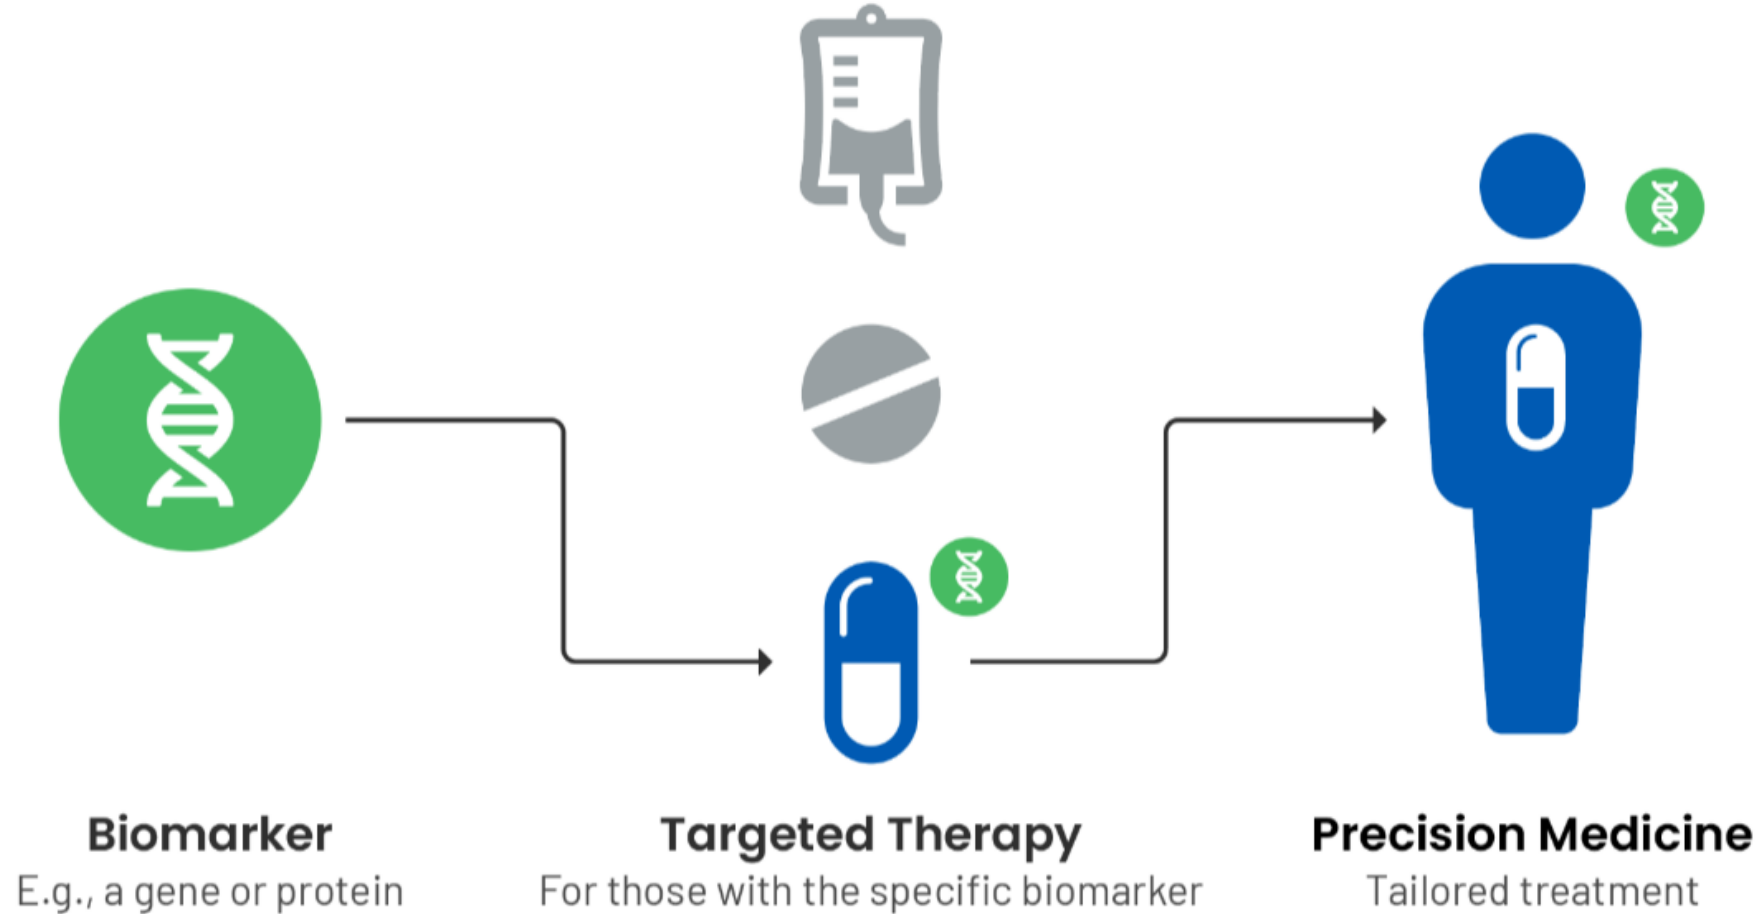 Biomarker
E.g., a gene or protein
Targeted Therapy
For those with the specific biomarker
Precision Medicine
Tailored treatment